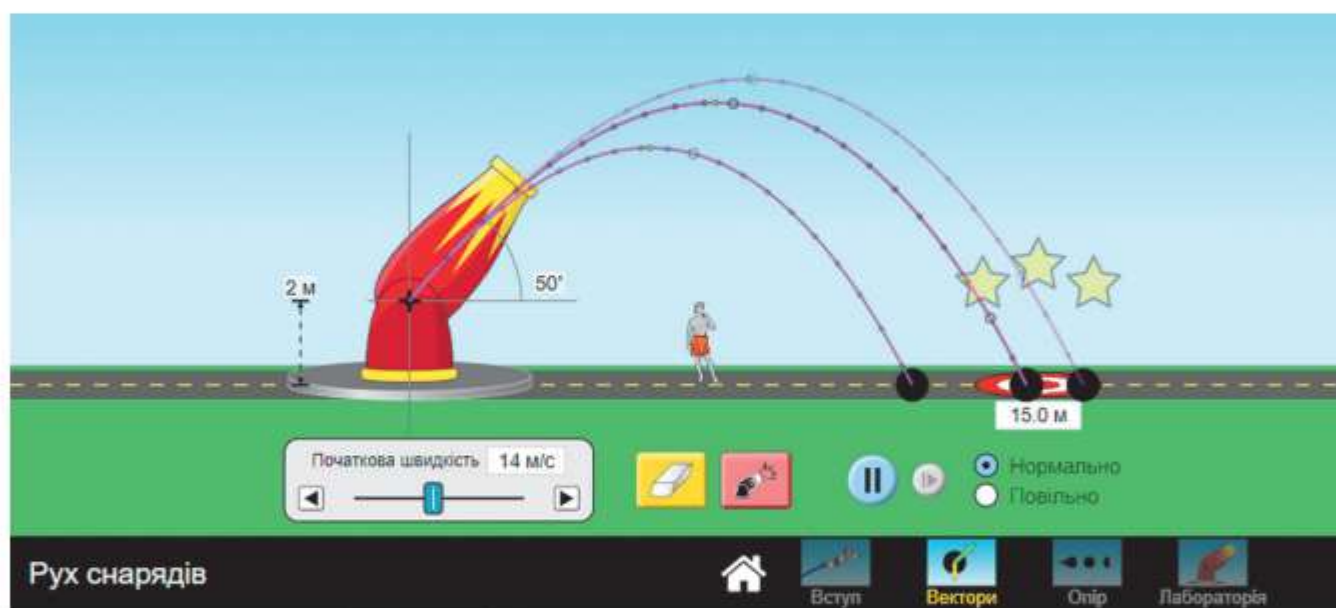 50°
2 м
15.0 м
Початкова швидкість 14 м/с
Нормально
Повільно
Рух снарядів
Вступ
Вектори
Опір
Лабораторія